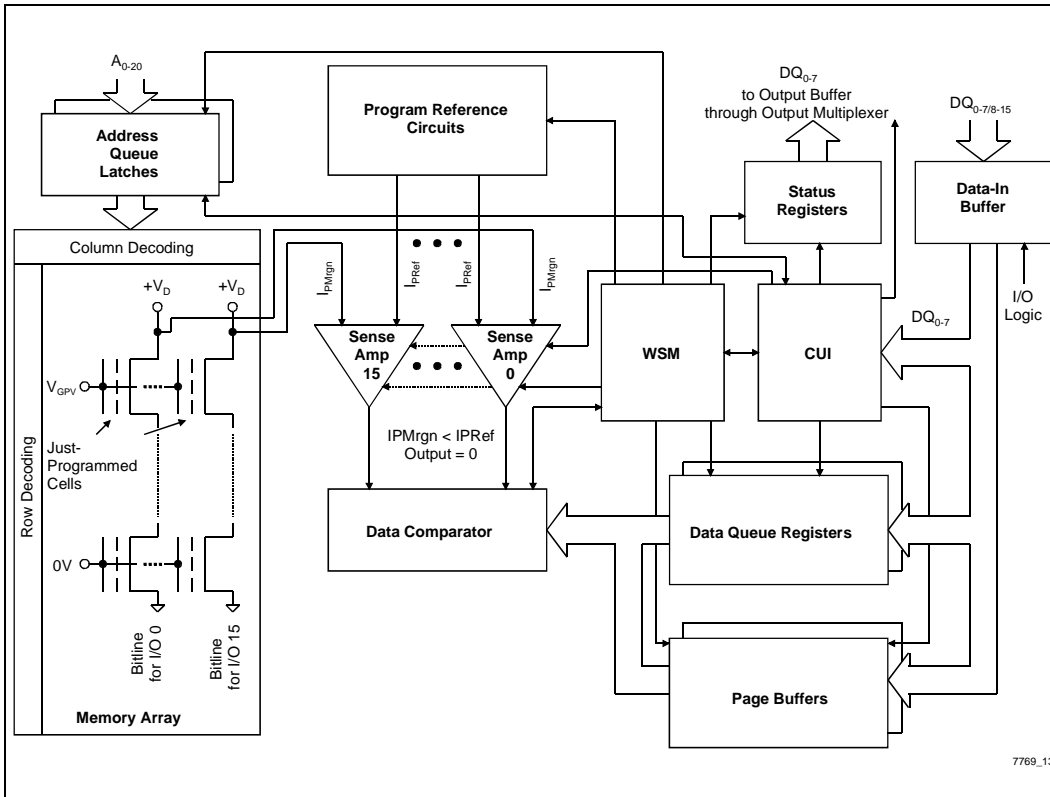 A0-20
Address
Queue
Latches
Program Reference
Circuits
DQ0-7
to Output Buffer
through Output Multiplexer
DQ0-7/8-15
Status
Registers
Data-In
Buffer
Column Decoding
Row Decoding
+VD
+VD
IPMrgn
IPRef
IPRef
IPMrgn
Sense
Amp
15
Sense
Amp
0
WSM
CUI
DQ0-7
I/O
Logic
VGPV
Just-
Programmed
Cells
IPMrgn < IPRef
Output = 0
Data Comparator
Data Queue Registers
0V
Bitline
for I/O 0
Bitline
for I/O 15
Page Buffers
Memory Array
7769_13